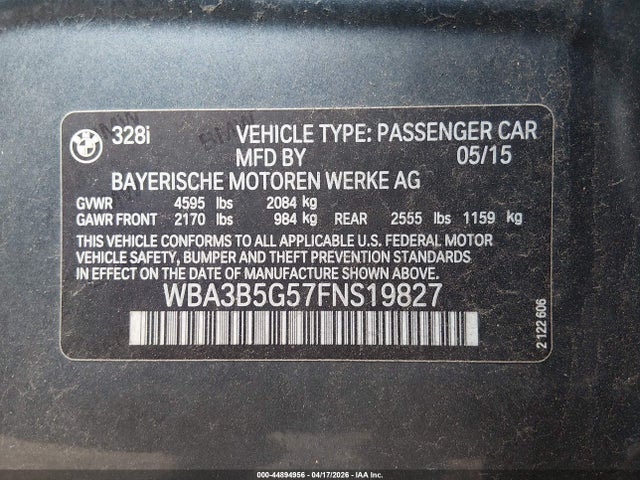 328i VEHICLE TYPE: PASSENGER CAR
MFD BY 05/15
BAYERISCHE MOTOREN WERKE AG
GVWR 4595 lbs 2084 kg
GAWR FRONT 2170 lbs 984 kg REAR 2555 lbs 1159 kg
THIS VEHICLE CONFORMS TO ALL APPLICABLE U.S. FEDERAL MOTOR
VEHICLE SAFETY, BUMPER AND THEFT PREVENTION STANDARDS
IN EFFECT ON THE DATE OF MANUFACTURE SHOWN ABOVE.
WBA3B5G57FNS19827
2 122 606
000-44894956 - 04/17/2026 - IAA Inc.